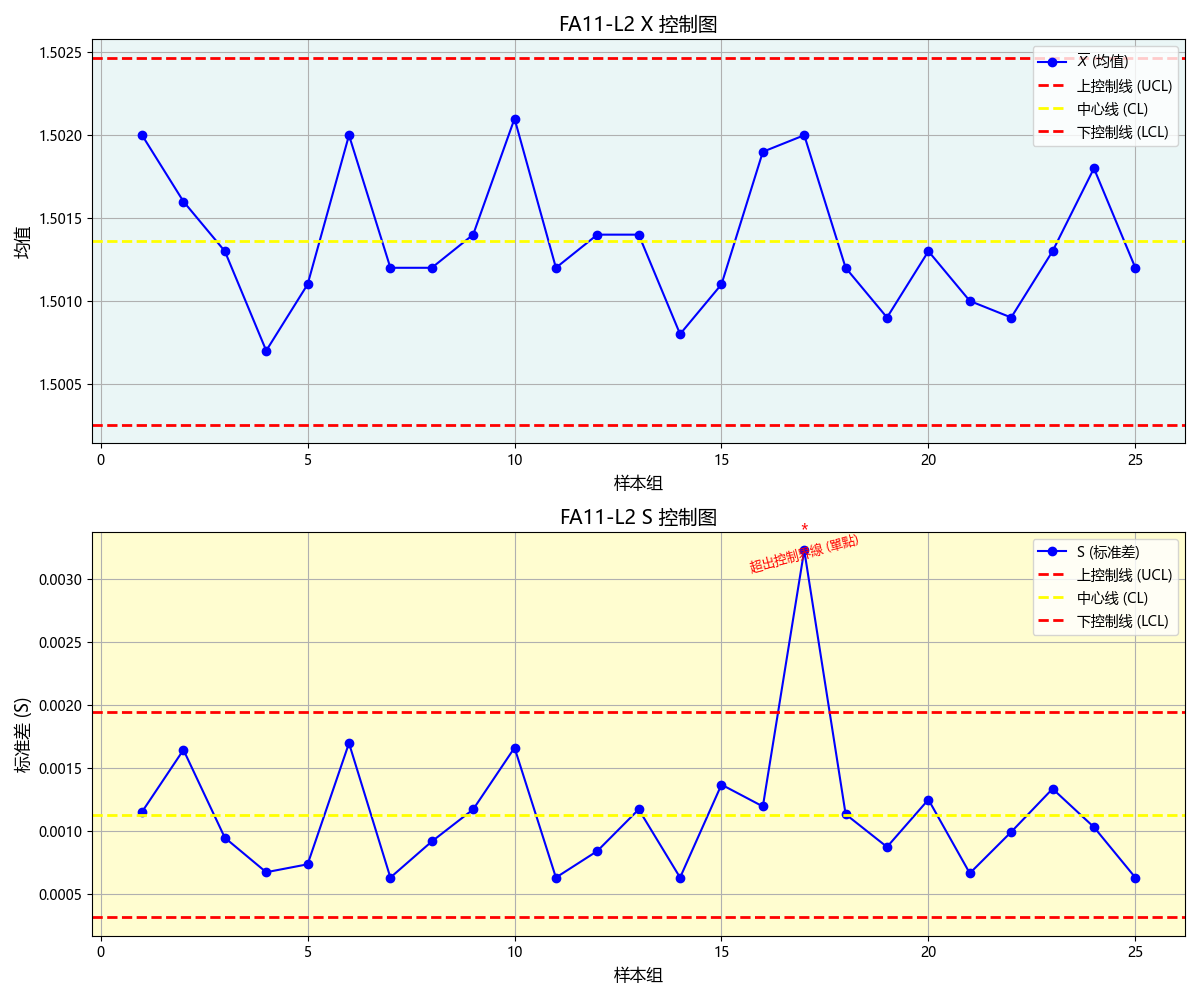 FA11-L2 X 控制图
1.5025
1.5020
1.5015
1.5010
1.5005
均值
X (均值)
上控制线 (UCL)
中心线 (CL)
下控制线 (LCL)
0 5 10 15 20 25
样本组
FA11-L2 S 控制图
*
超出控制界線 (單點)
0.0030
0.0025
0.0020
0.0015
0.0010
0.0005
标准差 (S)
S (标准差)
上控制线 (UCL)
中心线 (CL)
下控制线 (LCL)
0 5 10 15 20 25
样本组